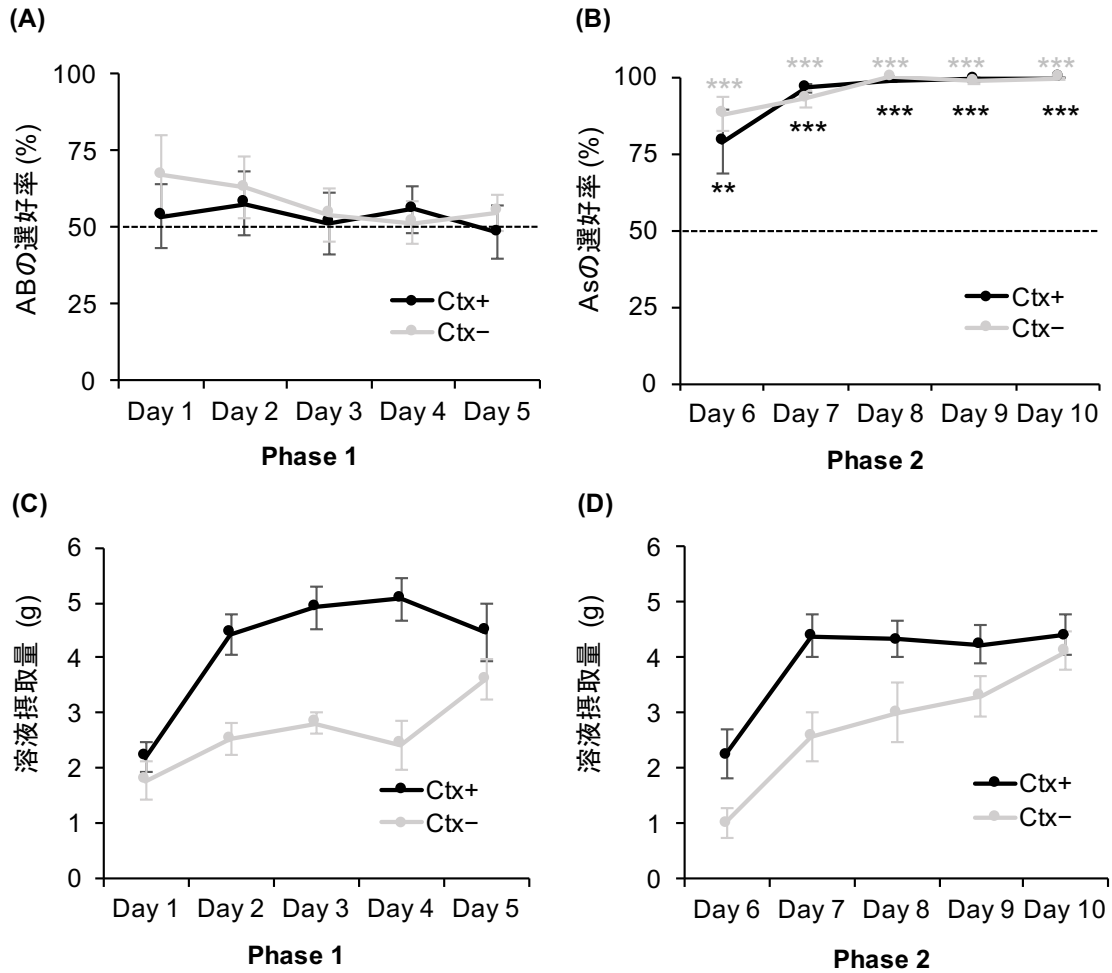 (A)
100
75
50
25
0
ABの選好率 (%)
Ctx+
Ctx−
Day 1 Day 2 Day 3 Day 4 Day 5
Phase 1
(B)
100
75
50
25
0
Asの選好率 (%)
*** *** *** *** ***
** *** *** *** ***
Ctx+
Ctx−
Day 6 Day 7 Day 8 Day 9 Day 10
Phase 2
(C)
6
5
4
3
2
1
0
溶液摂取量 (g)
Ctx+
Ctx−
Day 1 Day 2 Day 3 Day 4 Day 5
Phase 1
(D)
6
5
4
3
2
1
0
溶液摂取量 (g)
Ctx+
Ctx−
Day 6 Day 7 Day 8 Day 9 Day 10
Phase 2